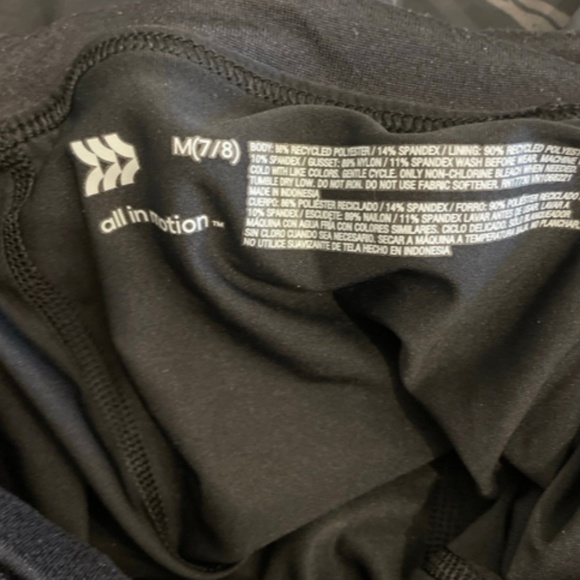 M(7/8)
all in motion™
BODY: 86% RECYCLED POLYESTER / 14% SPANDEX / LINING: 90% RECYCLED POLYEST
10% SPANDEX / GUSSET: 89% NYLON / 11% SPANDEX WASH BEFORE WEAR. MACHINE
COLD WITH LIKE COLORS. GENTLE CYCLE. ONLY NON-CHLORINE BLEACH WHEN NEEDED.
TUMBLE DRY LOW. DO NOT IRON. DO NOT USE FABRIC SOFTENER.
MADE IN INDONESIA
CUERPO: 86% POLIÉSTER RECICLADO / 14% SPANDEX / FORRO: 90% POLIÉSTER RECICLADO /
10% SPANDEX / ESCUDETE: 89% NAILON / 11% SPANDEX LAVAR ANTES DE
MÁQUINA CON AGUA FRÍA CON COLORES SIMILARES. CICLO DELICADO.
SIN CLORO CUANDO SEA NECESARIO. SECAR A MÁQUINA A TEMPERATURA BAJA. NO PLANCHAR.
NO UTILICE SUAVIZANTE DE TELA HECHO EN INDONESIA